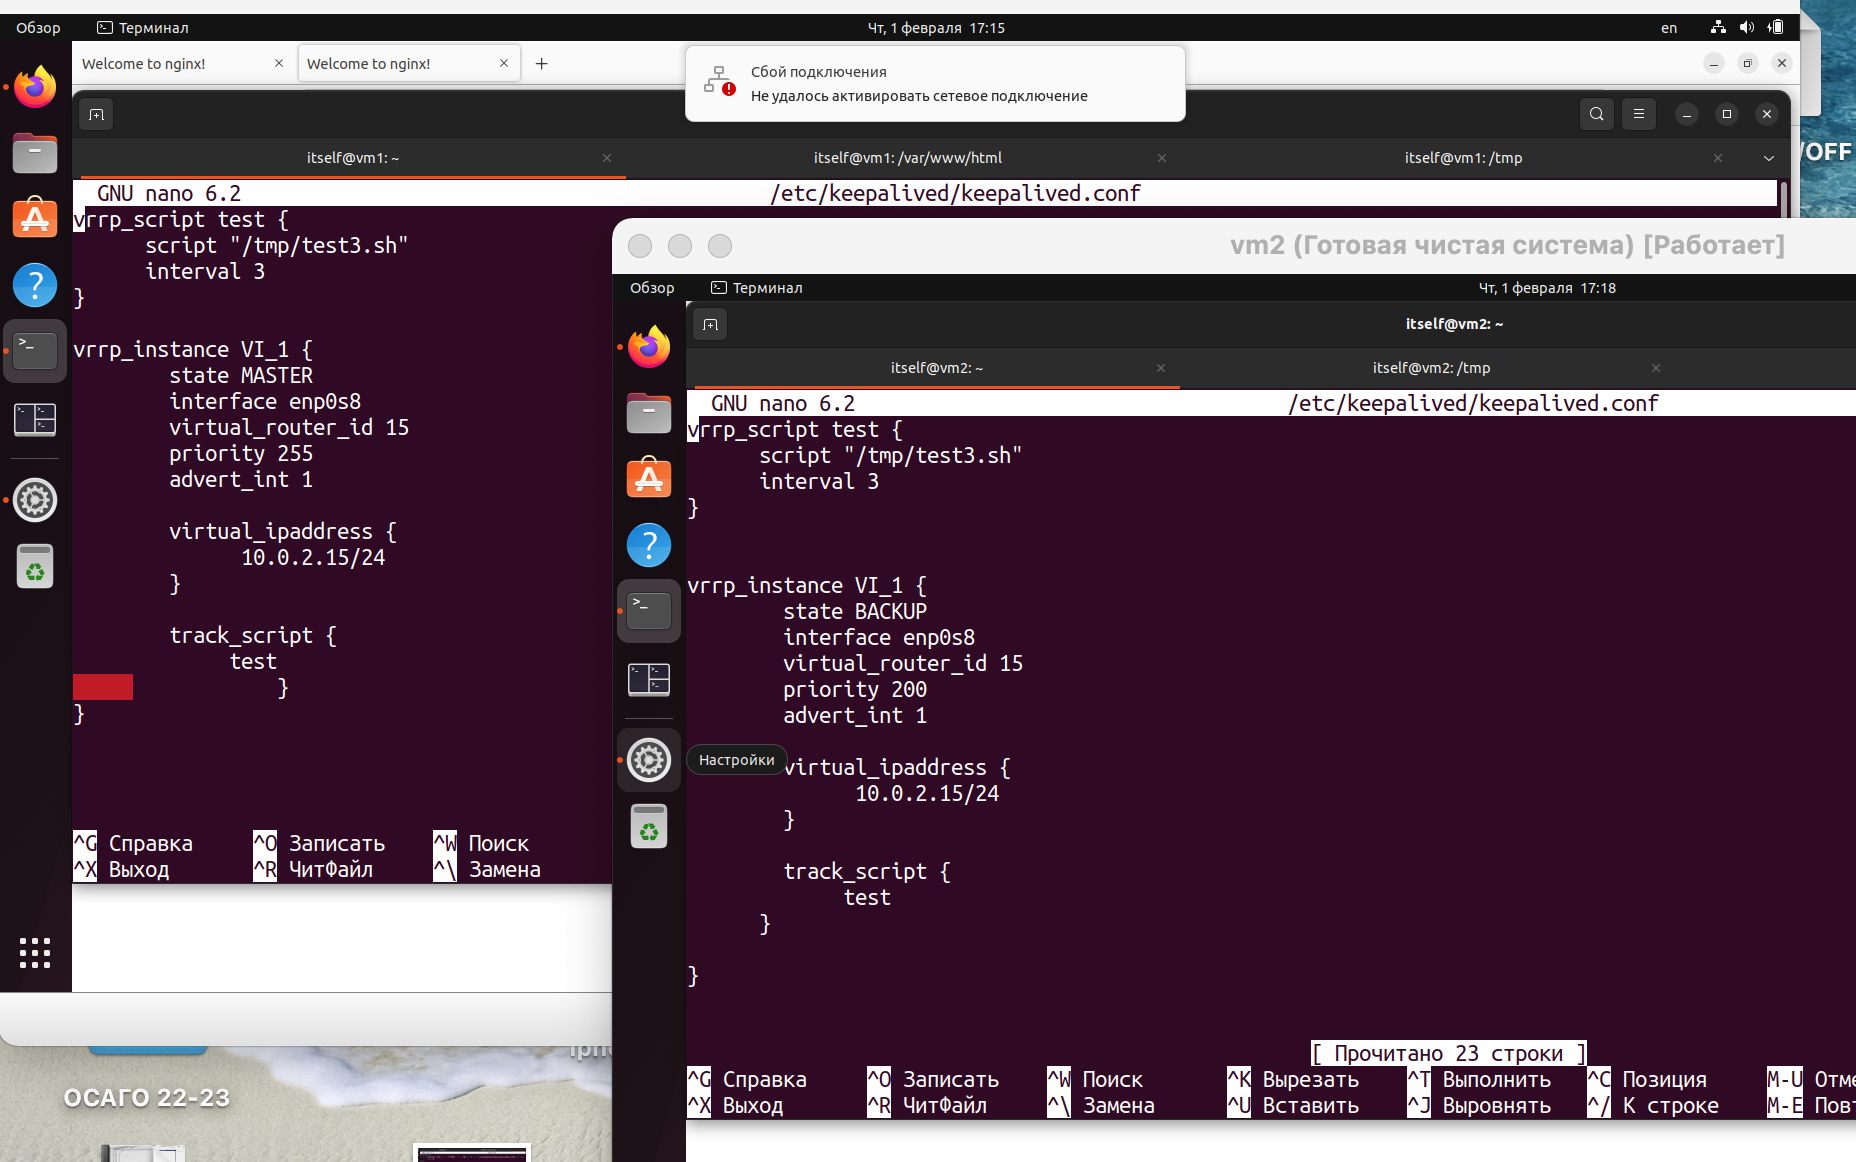 Обзор
Терминал
Чт, 1 февраля 17:15
en
Welcome to nginx!
Welcome to nginx!
Сбой подключения
Не удалось активировать сетевое подключение
/OFF
itself@vm1: ~
itself@vm1: /var/www/html
itself@vm1: /tmp
GNU nano 6.2
/etc/keepalived/keepalived.conf
vrrp_script test {
script "/tmp/test3.sh"
interval 3
}
vrrp_instance VI_1 {
state MASTER
interface enp0s8
virtual_router_id 15
priority 255
advert_int 1
virtual_ipaddress {
10.0.2.15/24
}
track_script {
test
}
}
^G Справка ^O Записать ^W Поиск
^X Выход ^R ЧитФайл ^\ Замена
vm2 (Готовая чистая система) [Работает]
Обзор
Терминал
Чт, 1 февраля 17:18
itself@vm2: ~
itself@vm2: ~
itself@vm2: /tmp
GNU nano 6.2
/etc/keepalived/keepalived.conf
vrrp_script test {
script "/tmp/test3.sh"
interval 3
}
vrrp_instance VI_1 {
state BACKUP
interface enp0s8
virtual_router_id 15
priority 200
advert_int 1
Настройки
virtual_ipaddress {
10.0.2.15/24
}
track_script {
test
}
}
[ Прочитано 23 строки ]
^G Справка ^O Записать ^W Поиск ^K Вырезать ^T Выполнить ^C Позиция M-U Отме
^X Выход ^R ЧитФайл ^\ Замена ^U Вставить ^J Выровнять ^/ К строке M-E Повт
ОСАГО 22-23